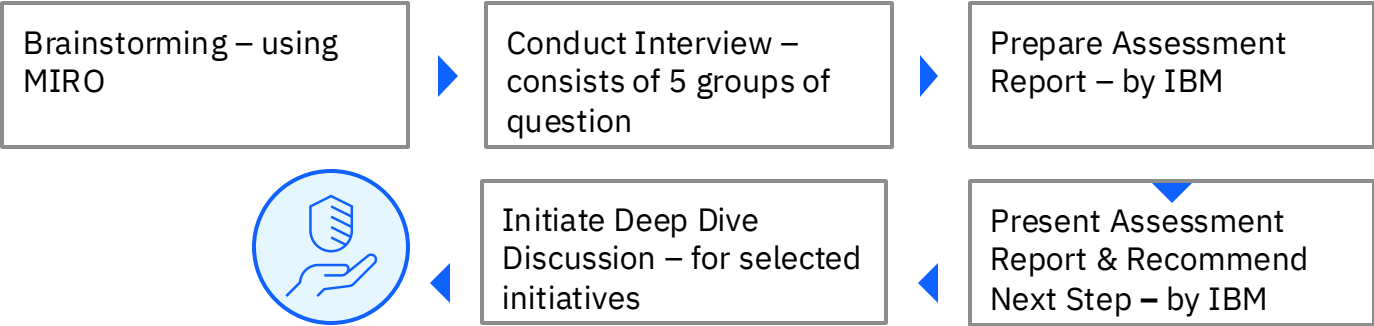 Brainstorming – using
MIRO
Conduct Interview –
consists of 5 groups of
question
Prepare Assessment
Report – by IBM
Present Assessment
Report & Recommend
Next Step – by IBM
Initiate Deep Dive
Discussion – for selected
initiatives